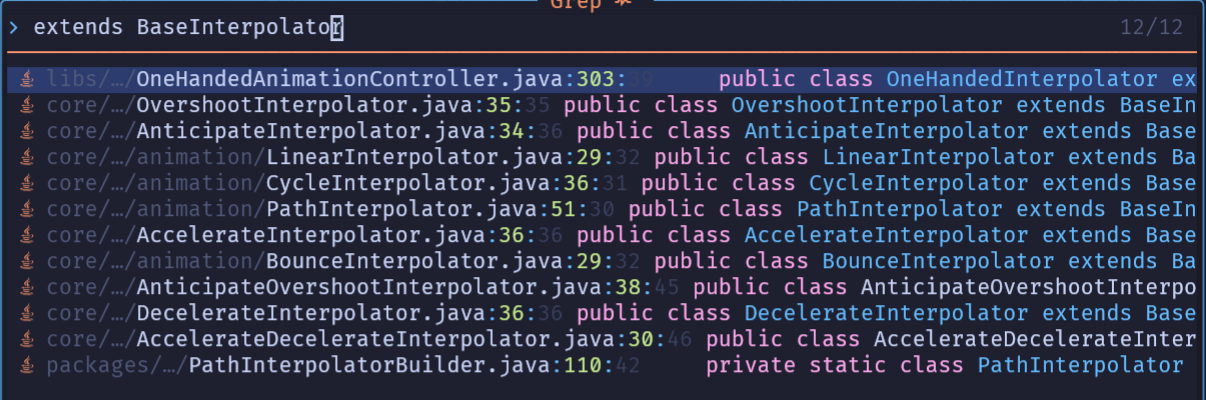 Grep
> extends BaseInterpolator 12/12
libs/…/OneHandedAnimationController.java:303:39 public class OneHandedInterpolator ex
core/…/OvershootInterpolator.java:35:35 public class OvershootInterpolator extends BaseIn
core/…/AnticipateInterpolator.java:34:36 public class AnticipateInterpolator extends Base
core/…/animation/LinearInterpolator.java:29:32 public class LinearInterpolator extends Ba
core/…/animation/CycleInterpolator.java:36:31 public class CycleInterpolator extends Base
core/…/animation/PathInterpolator.java:51:30 public class PathInterpolator extends BaseIn
core/…/AccelerateInterpolator.java:36:36 public class AccelerateInterpolator extends Base
core/…/animation/BounceInterpolator.java:29:32 public class BounceInterpolator extends Ba
core/…/AnticipateOvershootInterpolator.java:38:45 public class AnticipateOvershootInterpo
core/…/DecelerateInterpolator.java:36:36 public class DecelerateInterpolator extends Base
core/…/AccelerateDecelerateInterpolator.java:30:46 public class AccelerateDecelerateInter
packages/…/PathInterpolatorBuilder.java:110:42 private static class PathInterpolator